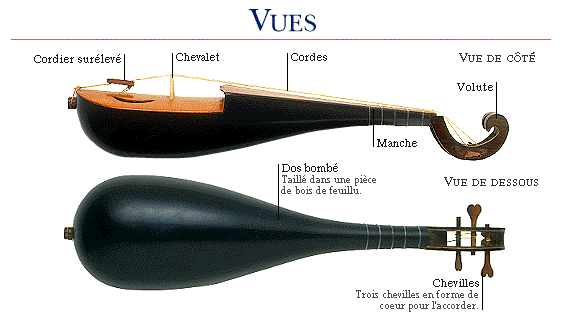 VUES
Cordier surélevé
Chevalet
Cordes
VUE DE CÔTÉ
Volute
Manche
Dos bombé
Taillé dans une pièce
de bois de feuillu.
VUE DE DESSOUS
Chevilles
Trois chevilles en forme de
coeur pour l'accorder.